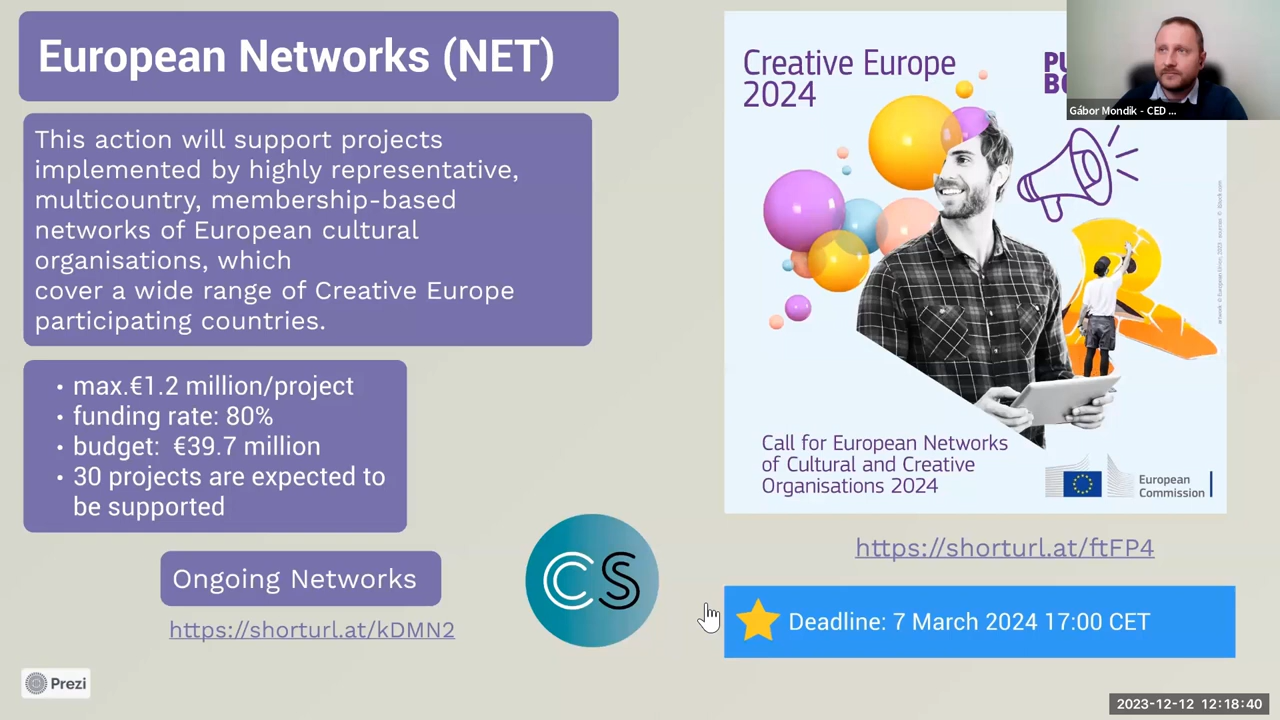 European Networks (NET)
This action will support projects
implemented by highly representative,
multicountry, membership-based
networks of European cultural
organisations, which
cover a wide range of Creative Europe
participating countries.
• max.€1.2 million/project
• funding rate: 80%
• budget: €39.7 million
• 30 projects are expected to
be supported
Ongoing Networks
https://shorturl.at/kDMN2
CS
Prezi
Creative Europe
2024
PU
BO
Gábor Mondik - CED ...
Call for European Networks
of Cultural and Creative
Organisations 2024
European
Commission
https://shorturl.at/ftFP4
Deadline: 7 March 2024 17:00 CET
2023-12-12 12:18:40